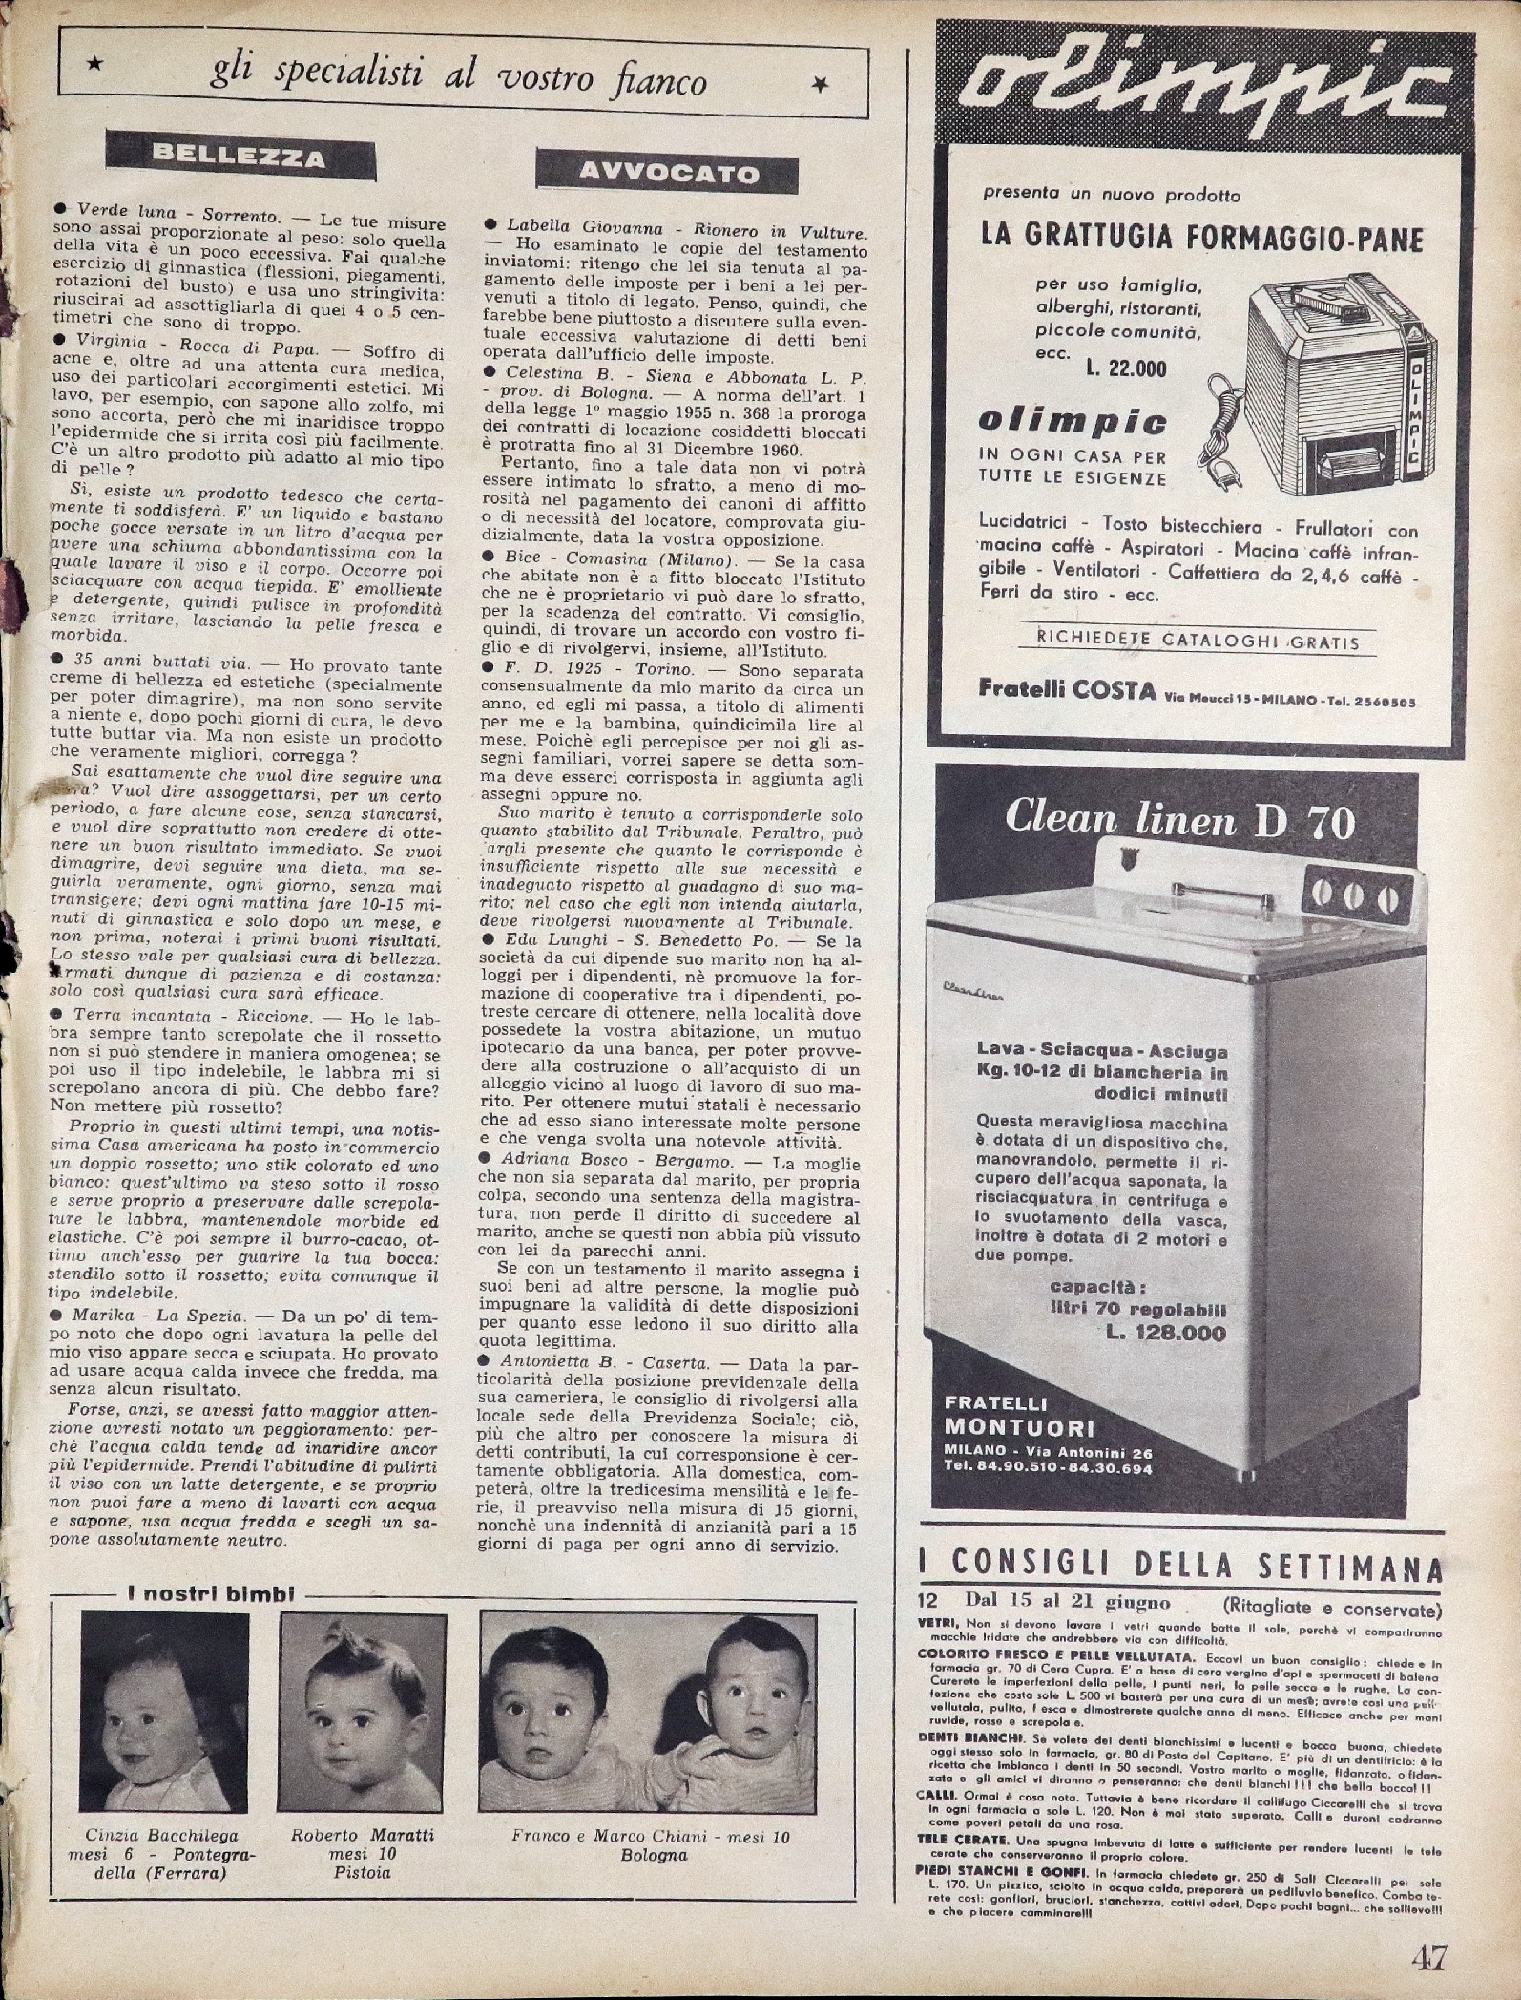 ★ gli specialisti al vostro fianco ★
BELLEZZA
● Verde luna - Sorrento. — Le tue misure
sono assai proporzionate al peso: solo quella
della vita è un poco eccessiva. Fai qualche
esercizio di ginnastica (flessioni, piegamenti,
rotazioni del busto) e usa uno stringivita:
riuscirai ad assottigliarla di quei 4 o 5 cen-
timetri che sono di troppo.
● Virginia - Rocca di Papa. — Soffro di
acne e, oltre ad una attenta cura medica,
uso dei particolari accorgimenti estetici. Mi
lavo, per esempio, con sapone allo zolfo, mi
sono accorta, però che mi inaridisce troppo
l'epidermide che si irrita così più facilmente.
C'è un altro prodotto più adatto al mio tipo
di pelle?
Sì, esiste un prodotto tedesco che certa-
mente ti soddisferà. E' un liquido e bastano
poche gocce versate in un litro d'acqua per
avere una schiuma abbondantissima con la
quale lavare il viso e il corpo. Occorre poi
sciacquare con acqua tiepida. E' emolliente
e detergente, quindi pulisce in profondità
senza irritare, lasciando la pelle fresca e
morbida.
● 35 anni buttati via. — Ho provato tante
creme di bellezza ed estetiche (specialmente
per poter dimagrire), ma non sono servite
a niente e, dopo pochi giorni di cura, le devo
tutte buttar via. Ma non esiste un prodotto
che veramente migliori, corregga?
Sai esattamente che vuol dire seguire una
cura? Vuol dire assoggettarsi, per un certo
periodo, a fare alcune cose, senza stancarsi,
e vuol dire soprattutto non credere di otte-
nere un buon risultato immediato. Se vuoi
dimagrire, devi seguire una dieta, ma se-
guirla veramente, ogni giorno, senza mai
transigere; devi ogni mattina fare 10-15 mi-
nuti di ginnastica e solo dopo un mese, e
non prima, noterai i primi buoni risultati.
Lo stesso vale per qualsiasi cura di bellezza.
Armati dunque di pazienza e di costanza:
solo così qualsiasi cura sarà efficace.
● Terra incantata - Riccione. — Ho le lab-
bra sempre tanto screpolate che il rossetto
non si può stendere in maniera omogenea; se
poi uso il tipo indelebile, le labbra mi si
screpolano ancora di più. Che debbo fare?
Non mettere più rossetto?
Proprio in questi ultimi tempi, una notis-
sima Casa americana ha posto in commercio
un doppio rossetto; uno stik colorato ed uno
bianco: quest'ultimo va steso sotto il rosso
e serve proprio a preservare dalle screpola-
ture le labbra, mantenendole morbide ed
elastiche. C'è poi sempre il burro-cacao, ot-
timo anch'esso per guarire la tua bocca:
stendilo sotto il rossetto; evita comunque il
tipo indelebile.
● Marika - La Spezia. — Da un po' di tem-
po noto che dopo ogni lavatura la pelle del
mio viso appare secca e sciupata. Ho provato
ad usare acqua calda invece che fredda, ma
senza alcun risultato.
Forse, anzi, se avessi fatto maggior atten-
zione avresti notato un peggioramento: per-
chè l'acqua calda tende ad inaridire ancor
più l'epidermide. Prendi l'abitudine di pulirti
il viso con un latte detergente, e se proprio
non puoi fare a meno di lavarti con acqua
e sapone, usa acqua fredda e scegli un sa-
pone assolutamente neutro.
AVVOCATO
● Labella Giovanna - Rionero in Vulture.
— Ho esaminato le copie del testamento
inviatomi: ritengo che lei sia tenuta al pa-
gamento delle imposte per i beni a lei per-
venuti a titolo di legato. Penso, quindi, che
farebbe bene piuttosto a discutere sulla even-
tuale eccessiva valutazione di detti beni
operata dall'ufficio delle imposte.
● Celestina B. - Siena e Abbonata L. P.
- prov. di Bologna. — A norma dell'art. 1
della legge 1º maggio 1955 n. 368 la proroga
dei contratti di locazione cosiddetti bloccati
è protratta fino al 31 Dicembre 1960.
Pertanto, fino a tale data non vi potrà
essere intimato lo sfratto, a meno di mo-
rosità nel pagamento dei canoni di affitto
o di necessità del locatore, comprovata giu-
dizialmente, data la vostra opposizione.
● Bice - Comasina (Milano). — Se la casa
che abitate non è a fitto bloccato l'Istituto
che ne è proprietario vi può dare lo sfratto,
per la scadenza del contratto. Vi consiglio,
quindi, di trovare un accordo con vostro fi-
glio e di rivolgervi, insieme, all'Istituto.
● F. D. 1925 - Torino. — Sono separata
consensualmente da mio marito da circa un
anno, ed egli mi passa, a titolo di alimenti
per me e la bambina, quindicimila lire al
mese. Poichè egli percepisce per noi gli as-
segni familiari, vorrei sapere se detta som-
ma deve esserci corrisposta in aggiunta agli
assegni oppure no.
Suo marito è tenuto a corrisponderle solo
quanto stabilito dal Tribunale. Peraltro, può
fargli presente che quanto le corrisponde è
insufficiente rispetto alle sue necessità e
inadeguato rispetto al guadagno di suo ma-
rito; nel caso che egli non intenda aiutarla,
deve rivolgersi nuovamente al Tribunale.
● Eda Lunghi - S. Benedetto Po. — Se la
società da cui dipende suo marito non ha al-
loggi per i dipendenti, nè promuove la for-
mazione di cooperative tra i dipendenti, po-
treste cercare di ottenere, nella località dove
possedete la vostra abitazione, un mutuo
ipotecario da una banca, per poter provve-
dere alla costruzione o all'acquisto di un
alloggio vicino al luogo di lavoro di suo ma-
rito. Per ottenere mutui statali è necessario
che ad esso siano interessate molte persone
e che venga svolta una notevole attività.
● Adriana Bosco - Bergamo. — La moglie
che non sia separata dal marito, per propria
colpa, secondo una sentenza della magistra-
tura, non perde il diritto di succedere al
marito, anche se questi non abbia più vissuto
con lei da parecchi anni.
Se con un testamento il marito assegna i
suoi beni ad altre persone, la moglie può
impugnare la validità di dette disposizioni
per quanto esse ledono il suo diritto alla
quota legittima.
● Antonietta B. - Caserta. — Data la par-
ticolarità della posizione previdenzale della
sua cameriera, le consiglio di rivolgersi alla
locale sede della Previdenza Sociale; ciò,
più che altro per conoscere la misura di
detti contributi, la cui corresponsione è cer-
tamente obbligatoria. Alla domestica, com-
peterà, oltre la tredicesima mensilità e le fe-
rie, il preavviso nella misura di 15 giorni,
nonchè una indennità di anzianità pari a 15
giorni di paga per ogni anno di servizio.
I nostri bimbi
Cinzia Bacchilega
mesi 6 - Pontegra-
della (Ferrara)
Roberto Maratti
mesi 10
Pistoia
Franco e Marco Chiani - mesi 10
Bologna
olimpic
presenta un nuovo prodotto
LA GRATTUGIA FORMAGGIO-PANE
per uso famiglia,
alberghi, ristoranti,
piccole comunità,
ecc.
L. 22.000
OLIMPIC
olimpic
IN OGNI CASA PER
TUTTE LE ESIGENZE
Lucidatrici - Tosto bistecchiera - Frullatori con
macina caffè - Aspiratori - Macina caffè infran-
gibile - Ventilatori - Caffettiera da 2,4,6 caffè -
Ferri da stiro - ecc.
RICHIEDETE CATALOGHI GRATIS
Fratelli COSTA Via Meucci 15 - MILANO - Tel. 2560505
Clean linen D 70
Clean Linen
Lava - Sciacqua - Asciuga
Kg. 10-12 di biancheria in
dodici minuti
Questa meravigliosa macchina
è dotata di un dispositivo che,
manovrandolo, permette il ri-
cupero dell'acqua saponata, la
risciacquatura in centrifuga e
lo svuotamento della vasca,
inoltre è dotata di 2 motori e
due pompe.
capacità:
litri 70 regolabili
L. 128.000
FRATELLI
MONTUORI
MILANO - Via Antonini 26
Tel. 84.90.510 - 84.30.694
I CONSIGLI DELLA SETTIMANA
12 Dal 15 al 21 giugno (Ritagliate e conservate)
VETRI, Non si devono lavare i vetri quando batte il sole, perchè vi compariranno
macchie iridate che andrebbero via con difficoltà.
COLORITO FRESCO E PELLE VELLUTATA. Eccovi un buon consiglio: chiedete in
farmacia gr. 70 di Cera Cupra. E' a base di cera vergine d'api e spermaceti di balena
Curerete le imperfezioni della pelle, i punti neri, la pelle secca e le rughe. La con-
fezione che costa sole L. 500 vi basterà per una cura di un mese; avrete così una pelle
vellutata, pulita, fresca e dimostrerete qualche anno di meno. Efficace anche per mani
ruvide, rosse e screpolate.
DENTI BIANCHI. Se volete dei denti bianchissimi e lucenti e bocca buona, chiedete
oggi stesso solo in farmacia, gr. 80 di Pasta del Capitano. E' più di un dentifricio: è la
ricetta che imbianca i denti in 50 secondi. Vostro marito o moglie, fidanzato, o fidan-
zata e gli amici vi diranno o penseranno: che denti bianchi!!! che bella bocca!!!
CALLI. Ormai è cosa nota. Tuttavia è bene ricordare il callifugo Ciccarelli che si trova
in ogni farmacia a sole L. 120. Non è mai stato superato. Calli e duroni cadranno
come poveri petali da una rosa.
TELE CERATE. Una spugna imbevuta di latte è sufficiente per rendere lucenti le tele
cerate che conserveranno il proprio colore.
PIEDI STANCHI E GONFI. In farmacia chiedete gr. 250 di Sali Ciccarelli per sole
L. 170. Un pizzico, sciolto in acqua calda, preparerà un pediluvio benefico. Combatte-
rete così: gonfiori, bruciori, stanchezza, cattivi odori. Dopo pochi bagni... che sollievo!!!
e che piacere camminare!!!
47